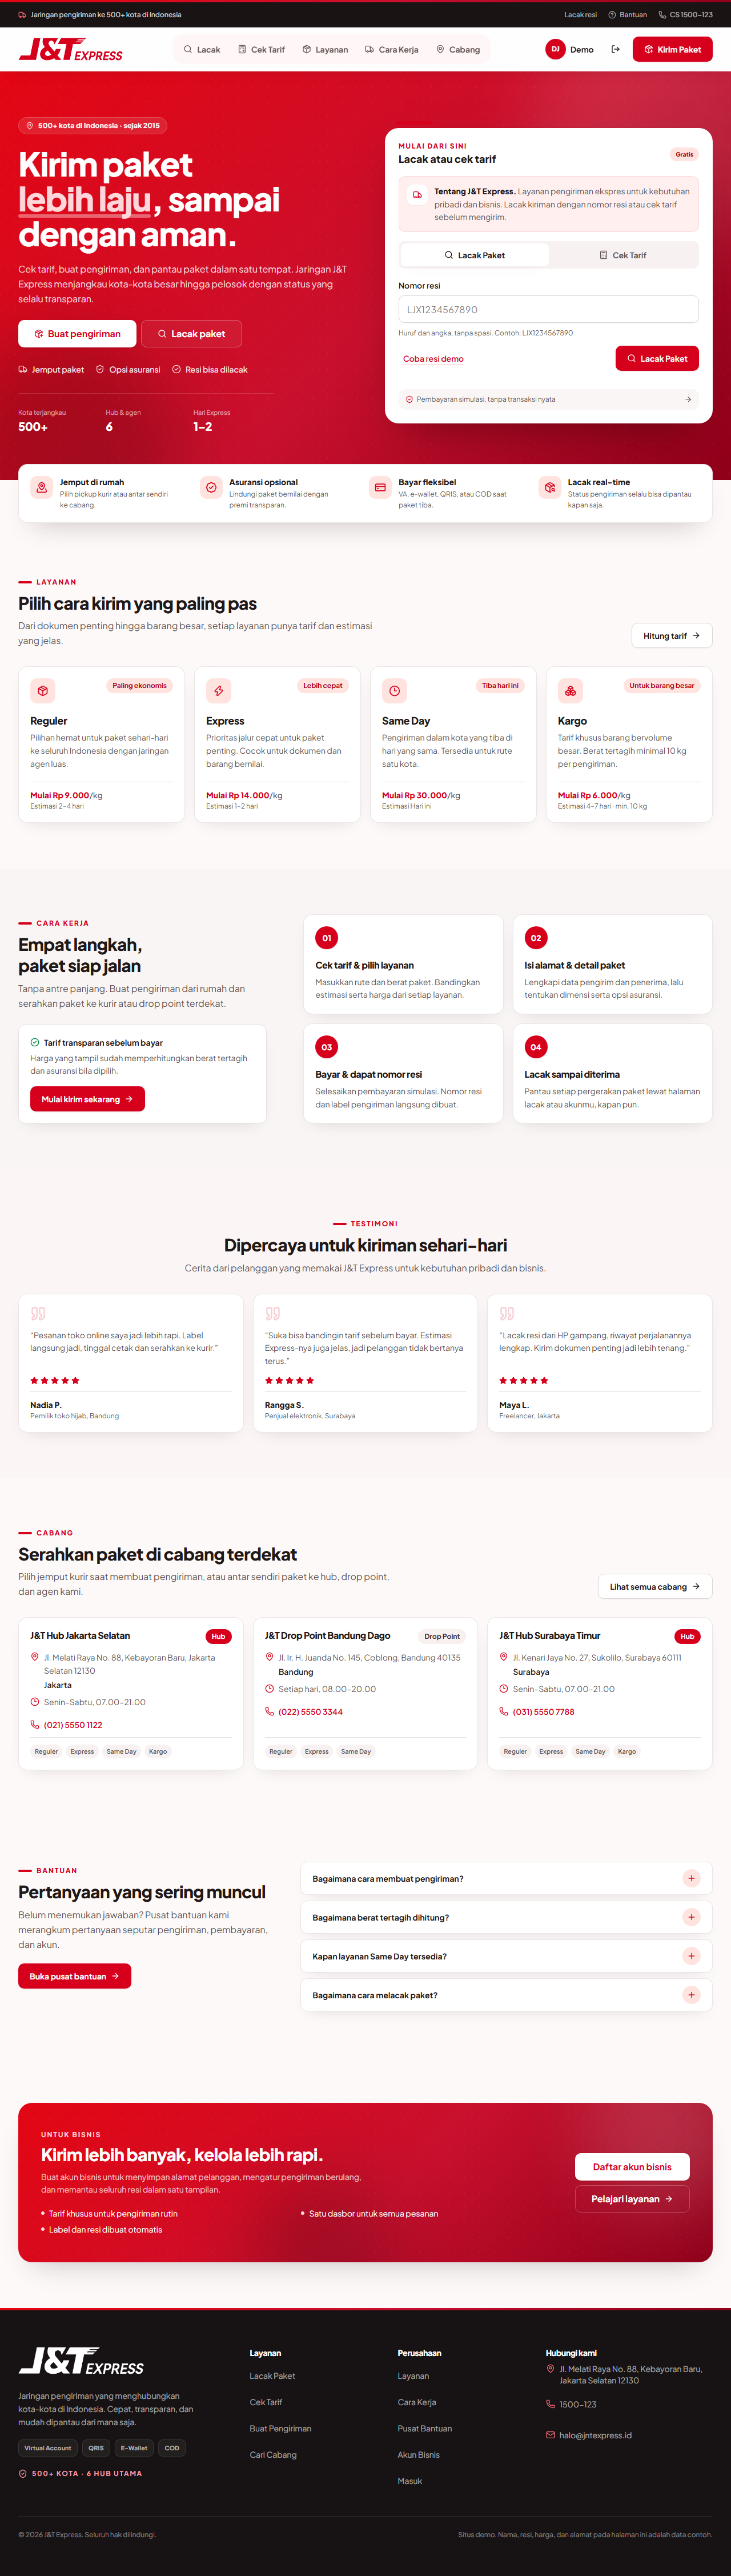 Jaringan pengiriman ke 500+ kota di Indonesia
Lacak resi
Bantuan
CS 1500-123
J&T EXPRESS
Lacak
Cek Tarif
Layanan
Cara Kerja
Cabang
DJ
Demo
Kirim Paket
500+ kota di Indonesia · sejak 2015
Kirim paket
lebih laju, sampai
dengan aman.
Cek tarif, buat pengiriman, dan pantau paket dalam satu tempat. Jaringan J&T
Express menjangkau kota-kota besar hingga pelosok dengan status yang
selalu transparan.
Buat pengiriman
Lacak paket
Jemput paket
Opsi asuransi
Resi bisa dilacak
Kota terjangkau
500+
Hub & agen
6
Hari Express
1–2
MULAI DARI SINI
Lacak atau cek tarif
Gratis
Tentang J&T Express. Layanan pengiriman ekspres untuk kebutuhan
pribadi dan bisnis. Lacak kiriman dengan nomor resi atau cek tarif
sebelum mengirim.
Lacak Paket
Cek Tarif
Nomor resi
LJX1234567890
Huruf dan angka, tanpa spasi. Contoh: LJX1234567890
Coba resi demo
Lacak Paket
Pembayaran simulasi, tanpa transaksi nyata
Jemput di rumah
Pilih pickup kurir atau antar sendiri
ke cabang.
Asuransi opsional
Lindungi paket bernilai dengan
premi transparan.
Bayar fleksibel
VA, e-wallet, QRIS, atau COD saat
paket tiba.
Lacak real-time
Status pengiriman selalu bisa dipantau
kapan saja.
LAYANAN
Pilih cara kirim yang paling pas
Dari dokumen penting hingga barang besar, setiap layanan punya tarif dan estimasi
yang jelas.
Hitung tarif
Paling ekonomis
Reguler
Pilihan hemat untuk paket sehari-hari
ke seluruh Indonesia dengan jaringan
agen luas.
Mulai Rp 9.000/kg
Estimasi 2–4 hari
Lebih cepat
Express
Prioritas jalur cepat untuk paket
penting. Cocok untuk dokumen dan
barang bernilai.
Mulai Rp 14.000/kg
Estimasi 1–2 hari
Tiba hari ini
Same Day
Pengiriman dalam kota yang tiba di
hari yang sama. Tersedia untuk rute
satu kota.
Mulai Rp 30.000/kg
Estimasi Hari ini
Untuk barang besar
Kargo
Tarif khusus barang bervolume
besar. Berat tertagih minimal 10 kg
per pengiriman.
Mulai Rp 6.000/kg
Estimasi 4–7 hari · min. 10 kg
CARA KERJA
Empat langkah,
paket siap jalan
Tanpa antre panjang. Buat pengiriman dari rumah dan
serahkan paket ke kurir atau drop point terdekat.
Tarif transparan sebelum bayar
Harga yang tampil sudah memperhitungkan berat tertagih
dan asuransi bila dipilih.
Mulai kirim sekarang
01
Cek tarif & pilih layanan
Masukkan rute dan berat paket. Bandingkan
estimasi serta harga dari setiap layanan.
02
Isi alamat & detail paket
Lengkapi data pengirim dan penerima, lalu
tentukan dimensi serta opsi asuransi.
03
Bayar & dapat nomor resi
Selesaikan pembayaran simulasi. Nomor resi
dan label pengiriman langsung dibuat.
04
Lacak sampai diterima
Pantau setiap pergerakan paket lewat halaman
lacak atau akunmu, kapan pun.
TESTIMONI
Dipercaya untuk kiriman sehari-hari
Cerita dari pelanggan yang memakai J&T Express untuk kebutuhan pribadi dan bisnis.
“Pesanan toko online saya jadi lebih rapi. Label
langsung jadi, tinggal cetak dan serahkan ke kurir.”
Nadia P.
Pemilik toko hijab, Bandung
“Suka bisa bandingin tarif sebelum bayar. Estimasi
Express-nya juga jelas, jadi pelanggan tidak bertanya
terus.”
Rangga S.
Penjual elektronik, Surabaya
“Lacak resi dari HP gampang, riwayat perjalanannya
lengkap. Kirim dokumen penting jadi lebih tenang.”
Maya L.
Freelancer, Jakarta
CABANG
Serahkan paket di cabang terdekat
Pilih jemput kurir saat membuat pengiriman, atau antar sendiri paket ke hub, drop point,
dan agen kami.
Lihat semua cabang
J&T Hub Jakarta Selatan
Hub
Jl. Melati Raya No. 88, Kebayoran Baru, Jakarta
Selatan 12130
Jakarta
Senin–Sabtu, 07.00–21.00
(021) 5550 1122
Reguler
Express
Same Day
Kargo
J&T Drop Point Bandung Dago
Drop Point
Jl. Ir. H. Juanda No. 145, Coblong, Bandung 40135
Bandung
Setiap hari, 08.00–20.00
(022) 5550 3344
Reguler
Express
Same Day
J&T Hub Surabaya Timur
Hub
Jl. Kenari Jaya No. 27, Sukolilo, Surabaya 60111
Surabaya
Senin–Sabtu, 07.00–21.00
(031) 5550 7788
Reguler
Express
Same Day
Kargo
BANTUAN
Pertanyaan yang sering muncul
Belum menemukan jawaban? Pusat bantuan kami
merangkum pertanyaan seputar pengiriman, pembayaran,
dan akun.
Buka pusat bantuan
Bagaimana cara membuat pengiriman?
Bagaimana berat tertagih dihitung?
Kapan layanan Same Day tersedia?
Bagaimana cara melacak paket?
UNTUK BISNIS
Kirim lebih banyak, kelola lebih rapi.
Buat akun bisnis untuk menyimpan alamat pelanggan, mengatur pengiriman berulang,
dan memantau seluruh resi dalam satu tampilan.
Tarif khusus untuk pengiriman rutin
Satu dasbor untuk semua pesanan
Label dan resi dibuat otomatis
Daftar akun bisnis
Pelajari layanan
J&T EXPRESS
Jaringan pengiriman yang menghubungkan
kota-kota di Indonesia. Cepat, transparan, dan
mudah dipantau dari mana saja.
Virtual Account
QRIS
E-Wallet
COD
500+ KOTA · 6 HUB UTAMA
Layanan
Lacak Paket
Cek Tarif
Buat Pengiriman
Cari Cabang
Perusahaan
Layanan
Cara Kerja
Pusat Bantuan
Akun Bisnis
Masuk
Hubungi kami
Jl. Melati Raya No. 88, Kebayoran Baru,
Jakarta Selatan 12130
1500-123
halo@jntexpress.id
© 2026 J&T Express. Seluruh hak dilindungi.
Situs demo. Nama, resi, harga, dan alamat pada halaman ini adalah data contoh.